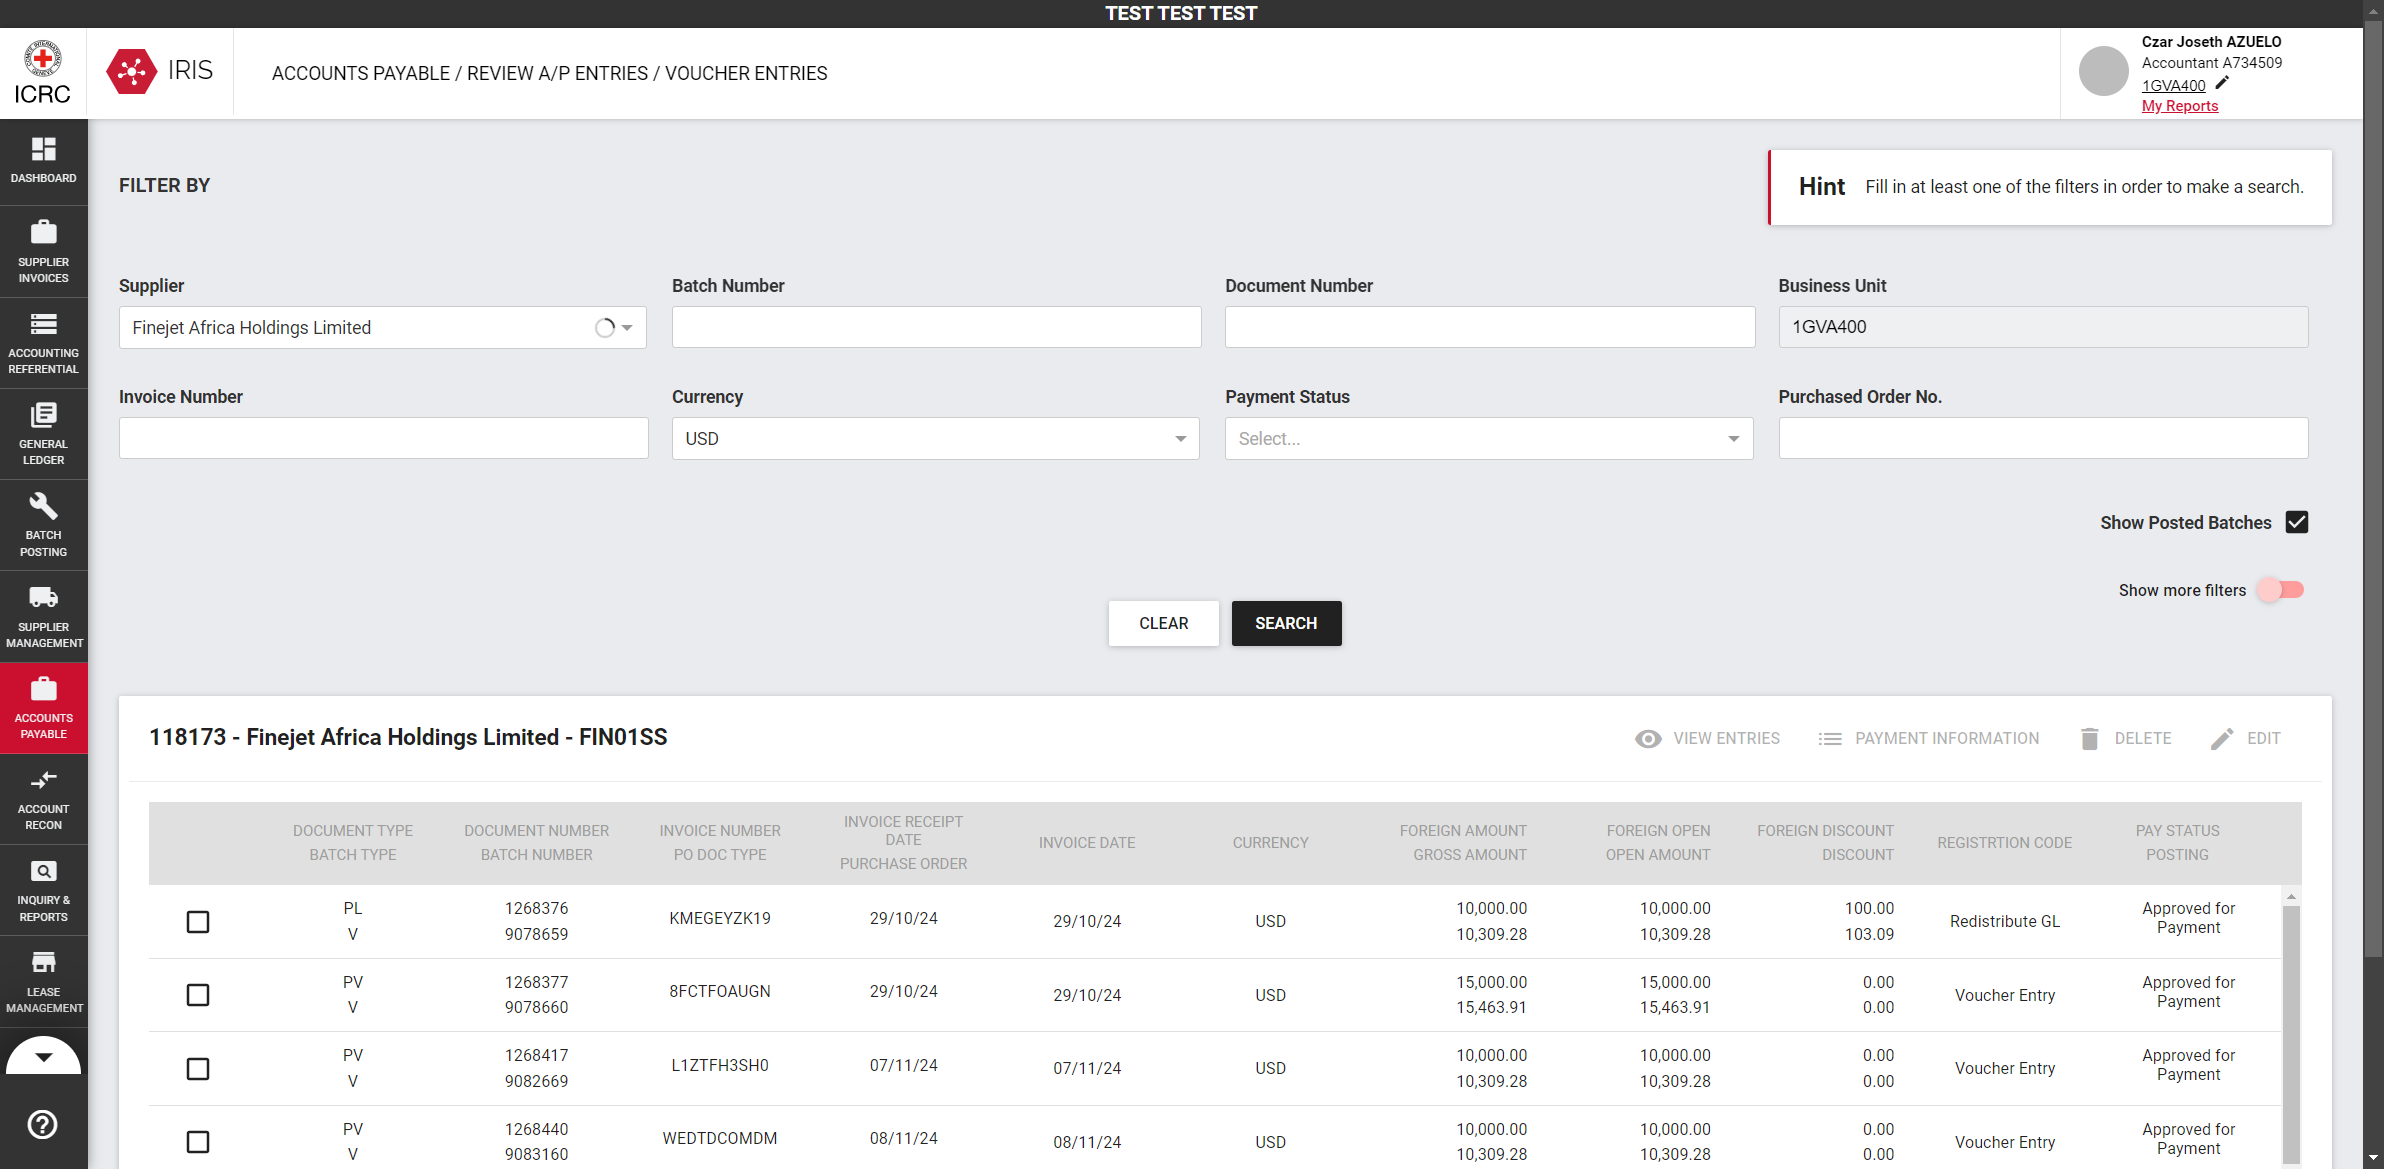 TEST TEST TEST
ICRC
IRIS
ACCOUNTS PAYABLE / REVIEW A/P ENTRIES / VOUCHER ENTRIES
Czar Joseth AZUELO
Accountant A734509
1GVA400
My Reports
DASHBOARD
SUPPLIER
INVOICES
ACCOUNTING
REFERENTIAL
GENERAL
LEDGER
BATCH
POSTING
SUPPLIER
MANAGEMENT
ACCOUNTS
PAYABLE
ACCOUNT
RECON
INQUIRY &
REPORTS
LEASE
MANAGEMENT
FILTER BY
Hint Fill in at least one of the filters in order to make a search.
Supplier Batch Number Document Number Business Unit
Finejet Africa Holdings Limited 1GVA400
Invoice Number Currency Payment Status Purchased Order No.
USD Select...
Show Posted Batches
Show more filters
CLEAR SEARCH
118173 - Finejet Africa Holdings Limited - FIN01SS VIEW ENTRIES PAYMENT INFORMATION DELETE EDIT
DOCUMENT TYPE
BATCH TYPE
DOCUMENT NUMBER
BATCH NUMBER
INVOICE NUMBER
PO DOC TYPE
INVOICE RECEIPT
DATE
PURCHASE ORDER
INVOICE DATE
CURRENCY
FOREIGN AMOUNT
GROSS AMOUNT
FOREIGN OPEN
OPEN AMOUNT
FOREIGN DISCOUNT
DISCOUNT
REGISTRTION CODE
PAY STATUS
POSTING
PL
V
1268376
9078659
KMEGEYZK19
29/10/24
29/10/24
USD
10,000.00
10,309.28
10,000.00
10,309.28
100.00
103.09
Redistribute GL
Approved for
Payment
PV
V
1268377
9078660
8FCTFOAUGN
29/10/24
29/10/24
USD
15,000.00
15,463.91
15,000.00
15,463.91
0.00
0.00
Voucher Entry
Approved for
Payment
PV
V
1268417
9082669
L1ZTFH3SH0
07/11/24
07/11/24
USD
10,000.00
10,309.28
10,000.00
10,309.28
0.00
0.00
Voucher Entry
Approved for
Payment
PV
V
1268440
9083160
WEDTDCOMDM
08/11/24
08/11/24
USD
10,000.00
10,309.28
10,000.00
10,309.28
0.00
0.00
Voucher Entry
Approved for
Payment